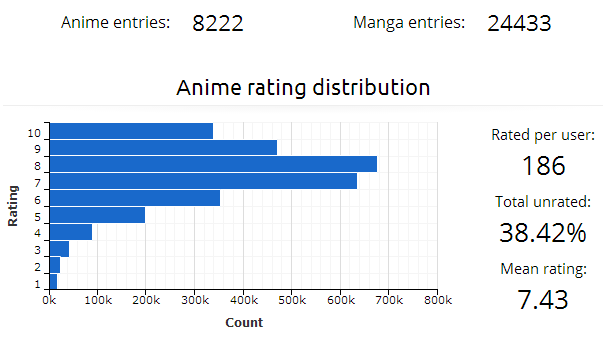 Anime entries: 8222 Manga entries: 24433
Anime rating distribution
Rated per user:
186
Total unrated:
38.42%
Mean rating:
7.43
Rating
10
9
8
7
6
5
4
3
2
1
0k 100k 200k 300k 400k 500k 600k 700k 800k
Count